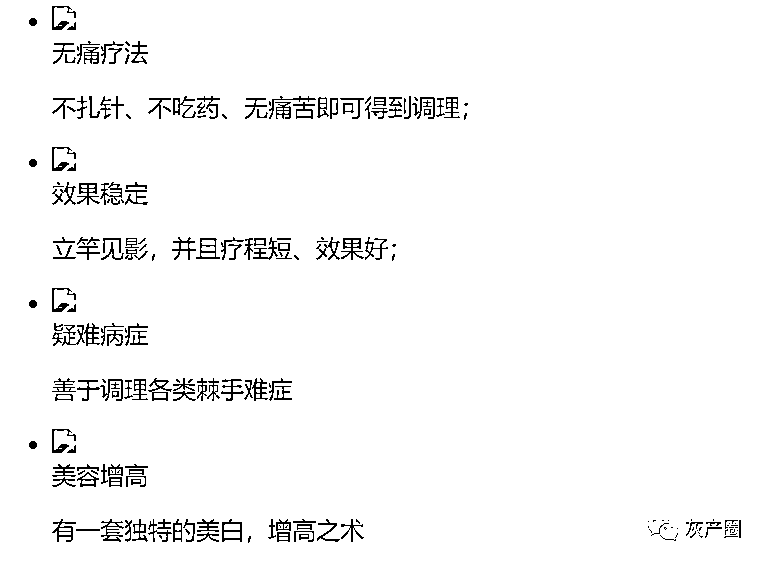 无痛疗法
不扎针、不吃药、无痛苦即可得到调理；
效果稳定
立竿见影，并且疗程短、效果好；
疑难病症
善于调理各类棘手难症
美容增高
有一套独特的美白，增高之术
灰产圈